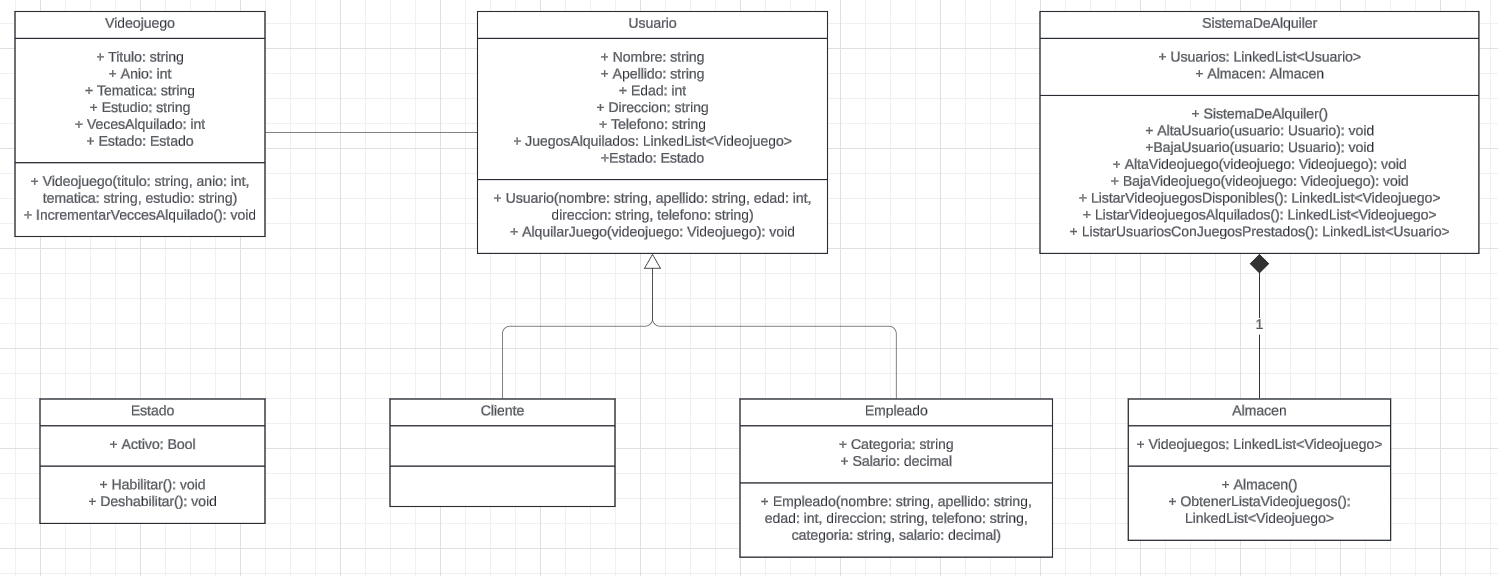 Videojuego
+ Titulo: string
+ Anio: int
+ Tematica: string
+ Estudio: string
+ VecesAlquilado: int
+ Estado: Estado
+ Videojuego(titulo: string, anio: int,
tematica: string, estudio: string)
+ IncrementarVeccesAlquilado(): void
Usuario
+ Nombre: string
+ Apellido: string
+ Edad: int
+ Direccion: string
+ Telefono: string
+ JuegosAlquilados: LinkedList<Videojuego>
+Estado: Estado
+ Usuario(nombre: string, apellido: string, edad: int,
direccion: string, telefono: string)
+ AlquilarJuego(videojuego: Videojuego): void
SistemaDeAlquiler
+ Usuarios: LinkedList<Usuario>
+ Almacen: Almacen
+ SistemaDeAlquiler()
+ AltaUsuario(usuario: Usuario): void
+BajaUsuario(usuario: Usuario): void
+ AltaVideojuego(videojuego: Videojuego): void
+ BajaVideojuego(videojuego: Videojuego): void
+ ListarVideojuegosDisponibles(): LinkedList<Videojuego>
+ ListarVideojuegosAlquilados(): LinkedList<Videojuego>
+ ListarUsuariosConJuegosPrestados(): LinkedList<Usuario>
1
Estado
+ Activo: Bool
+ Habilitar(): void
+ Deshabilitar(): void
Cliente
Empleado
+ Categoria: string
+ Salario: decimal
+ Empleado(nombre: string, apellido: string,
edad: int, direccion: string, telefono: string,
categoria: string, salario: decimal)
Almacen
+ Videojuegos: LinkedList<Videojuego>
+ Almacen()
+ ObtenerListaVideojuegos():
LinkedList<Videojuego>